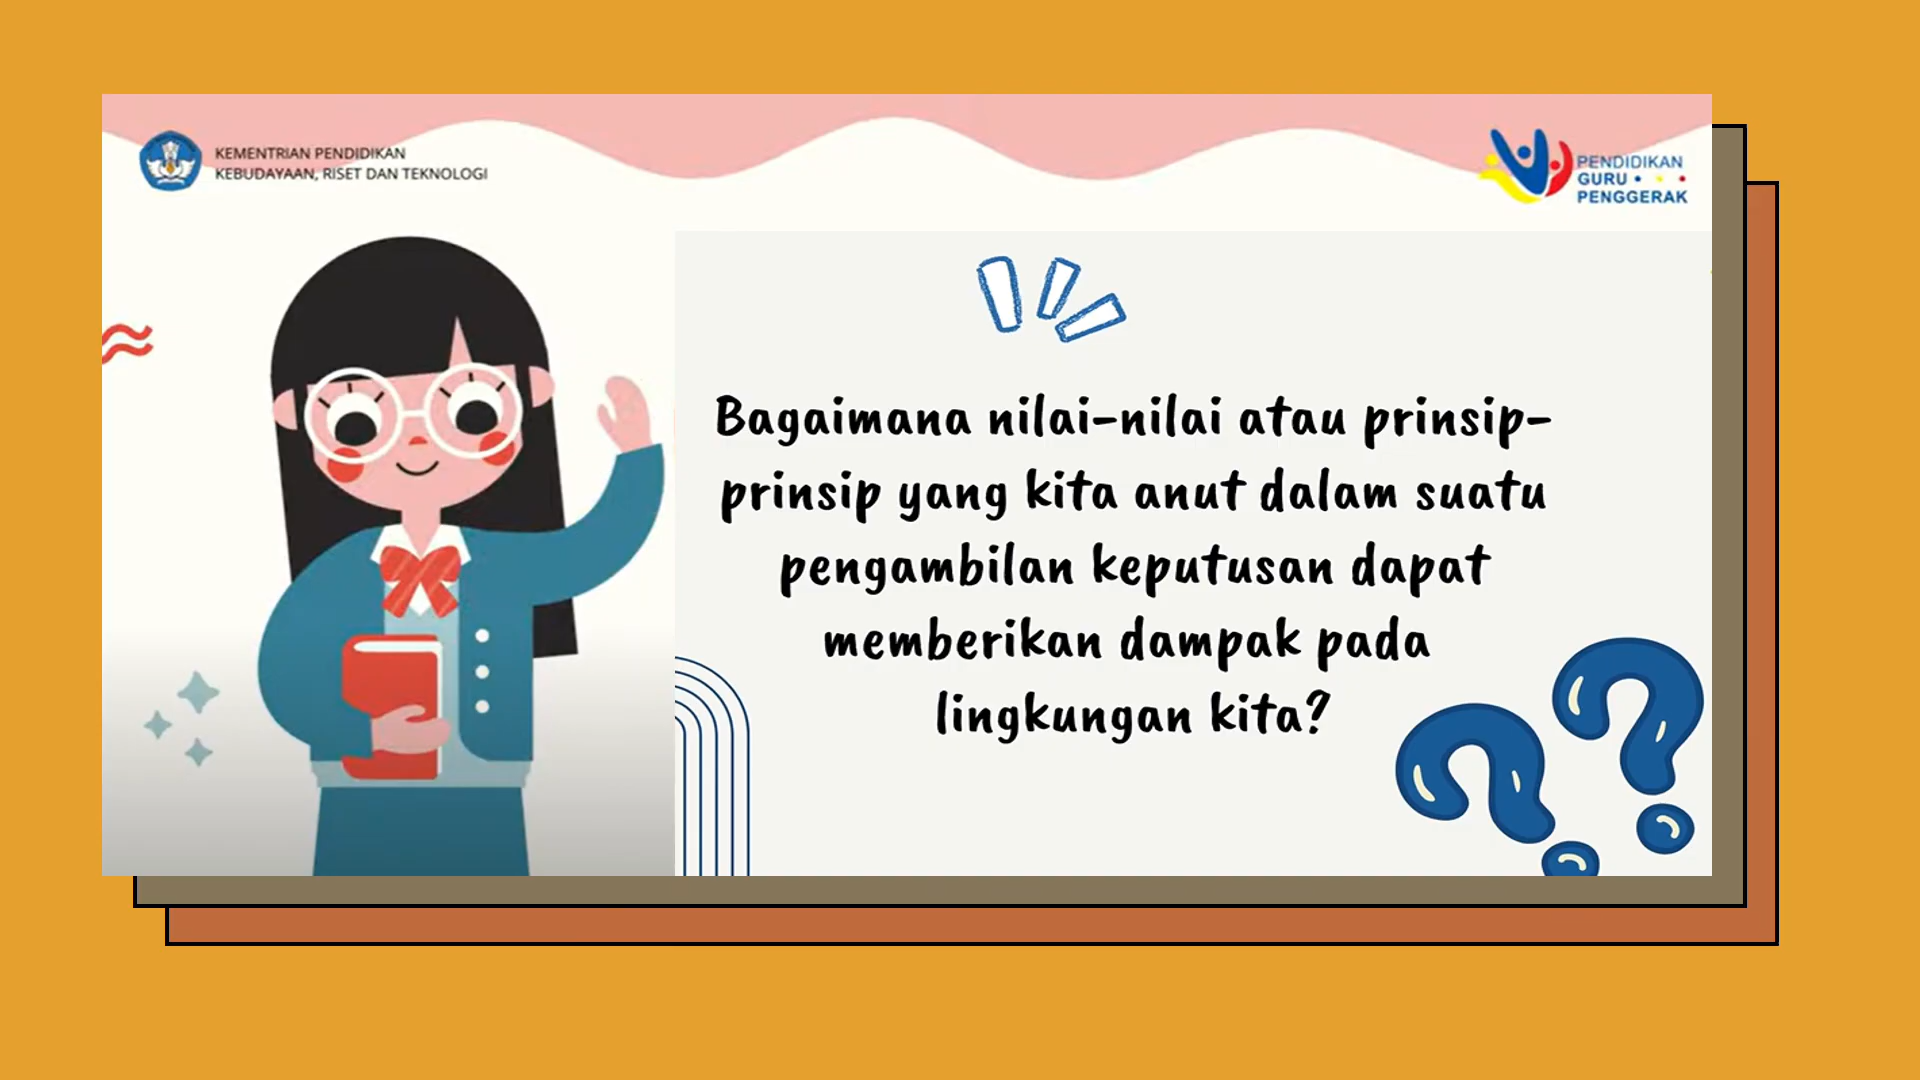 KEMENTRIAN PENDIDIKAN
KEBUDAYAAN, RISET DAN TEKNOLOGI
PENDIDIKAN
GURU
PENGGERAK
Bagaimana nilai-nilai atau prinsip-
prinsip yang kita anut dalam suatu
pengambilan keputusan dapat
memberikan dampak pada
lingkungan kita?